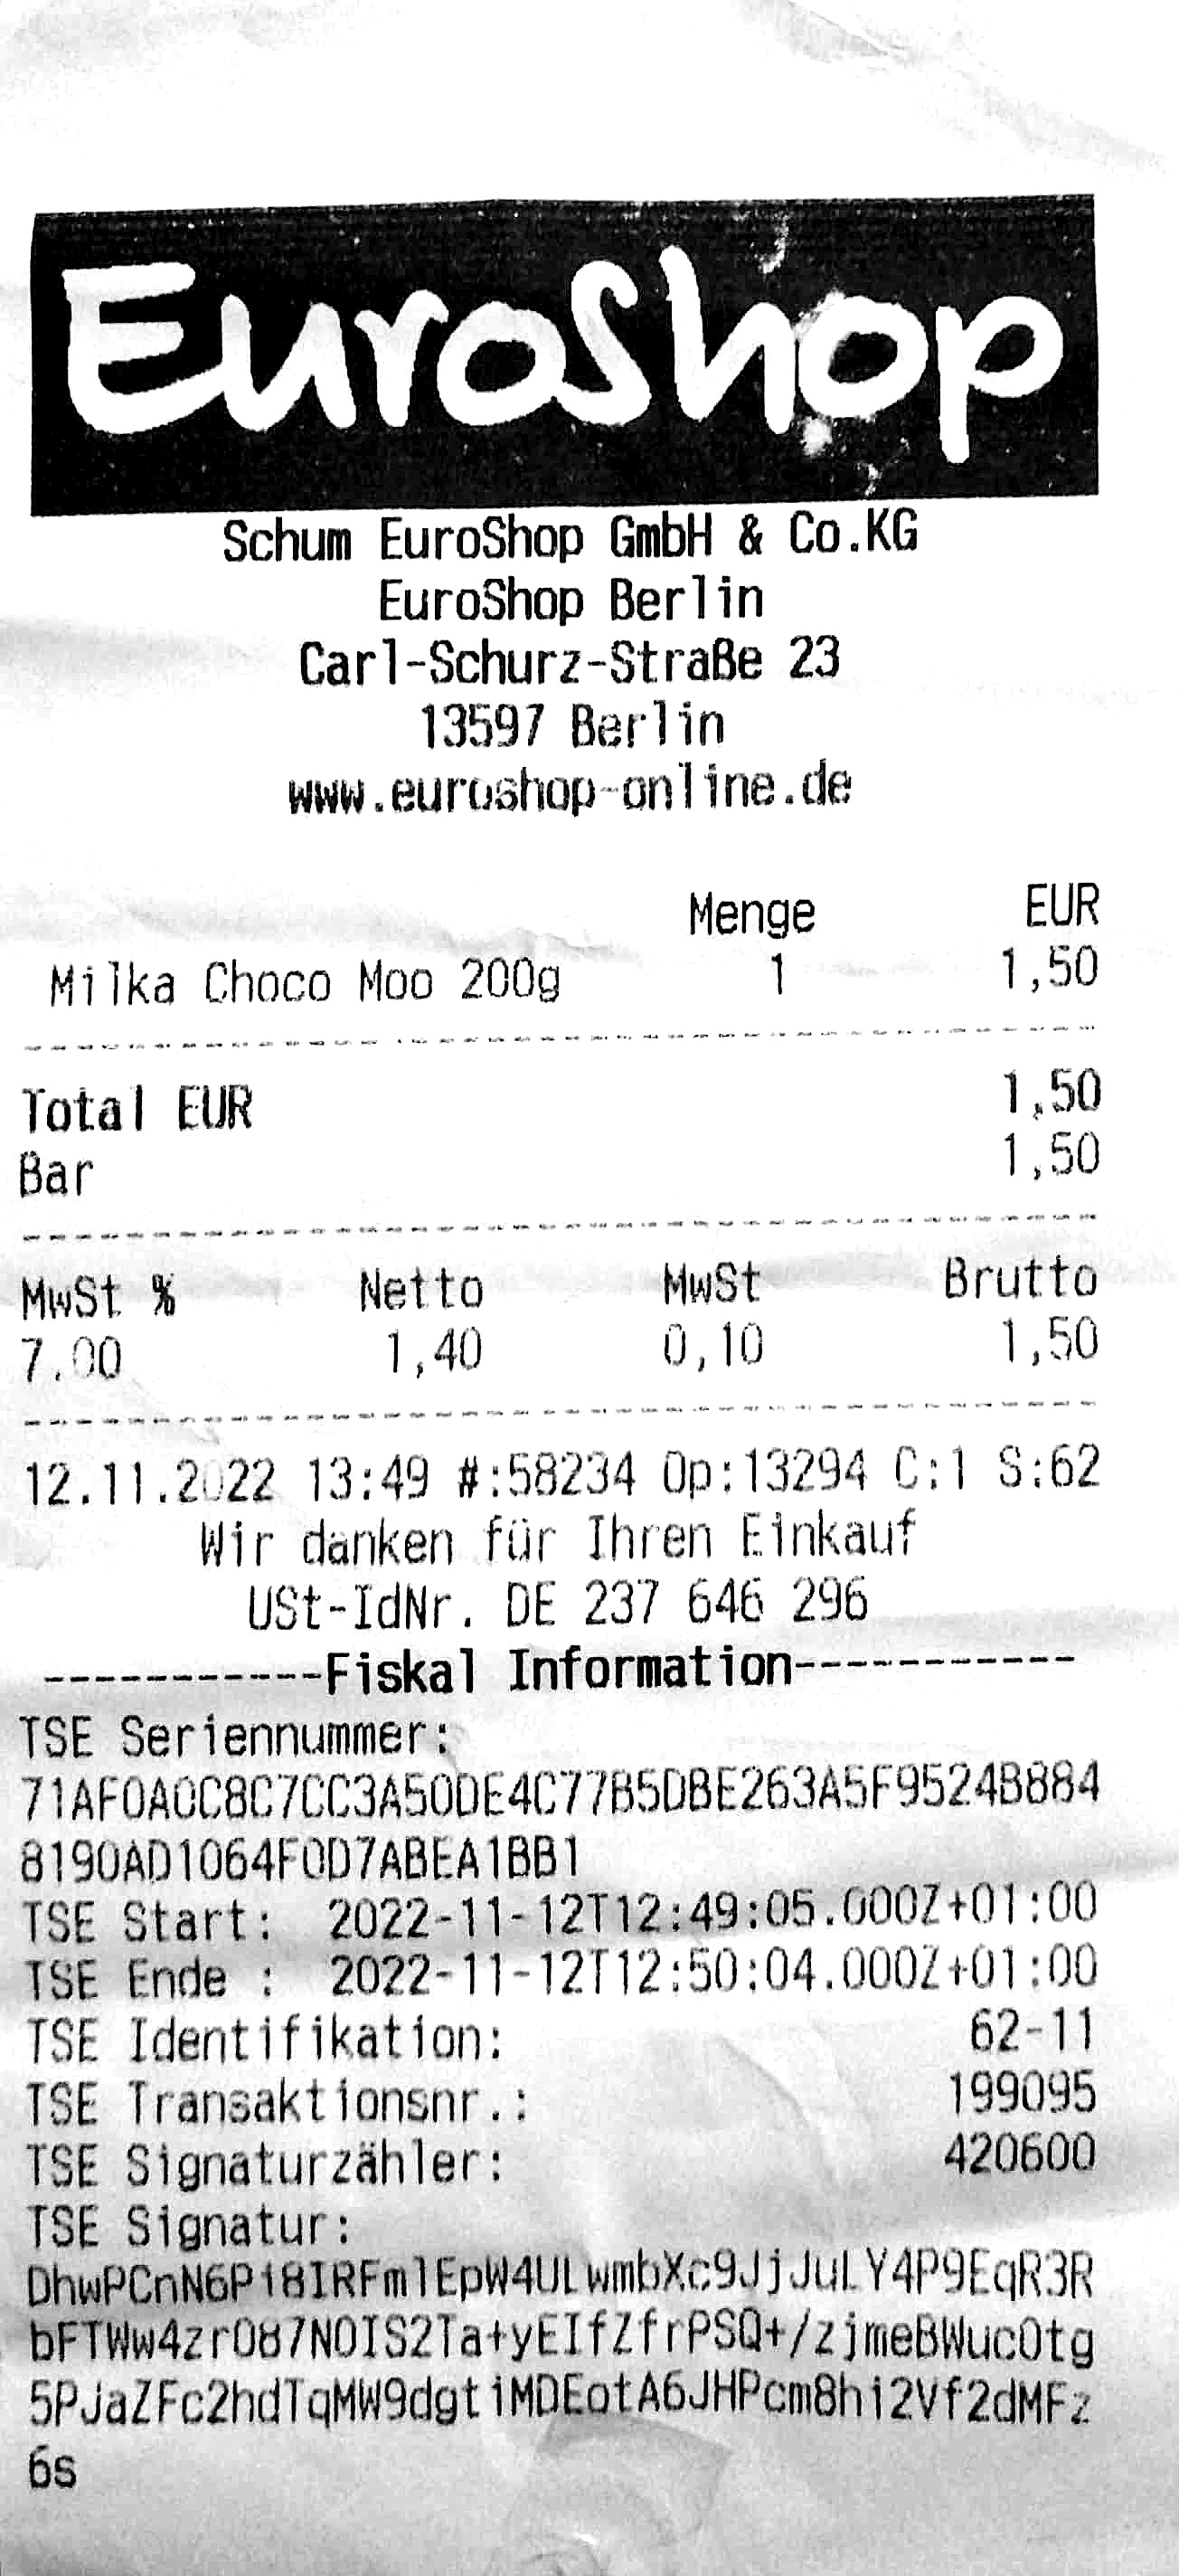 EuroShop
Schum EuroShop GmbH & Co.KG
EuroShop Berlin
Carl-Schurz-Straße 23
13597 Berlin
www.euroshop-online.de
Menge EUR
Milka Choco Moo 200g 1 1,50
Total EUR 1,50
Bar 1,50
MwSt % Netto MwSt Brutto
7.00 1,40 0,10 1,50
12.11.2022 13:49 #:58234 Op:13294 C:1 S:62
Wir danken für Ihren Einkauf
USt-IdNr. DE 237 646 296
-----------Fiskal Information-----------
TSE Seriennummer:
71AF0A0C8C7CC3A50DE4C77B5DBE263A5F9524B884
8190AD1064F0D7ABEA1BB1
TSE Start: 2022-11-12T12:49:05.000Z+01:00
TSE Ende : 2022-11-12T12:50:04.000Z+01:00
TSE Identifikation: 62-11
TSE Transaktionsnr.: 199095
TSE Signaturzähler: 420600
TSE Signatur:
DhwPCnN6Pi8IRFmlEpW4ULwmbXc9JjJuLY4P9EqR3R
bFTWw4zr087NOIS2Ta+yEIfZfrPSQ+/zjmeBWucOtg
5PJaZFc2hdTqMW9dgtiMDEotA6JHPcm8hi2Vf2dMFz
6s